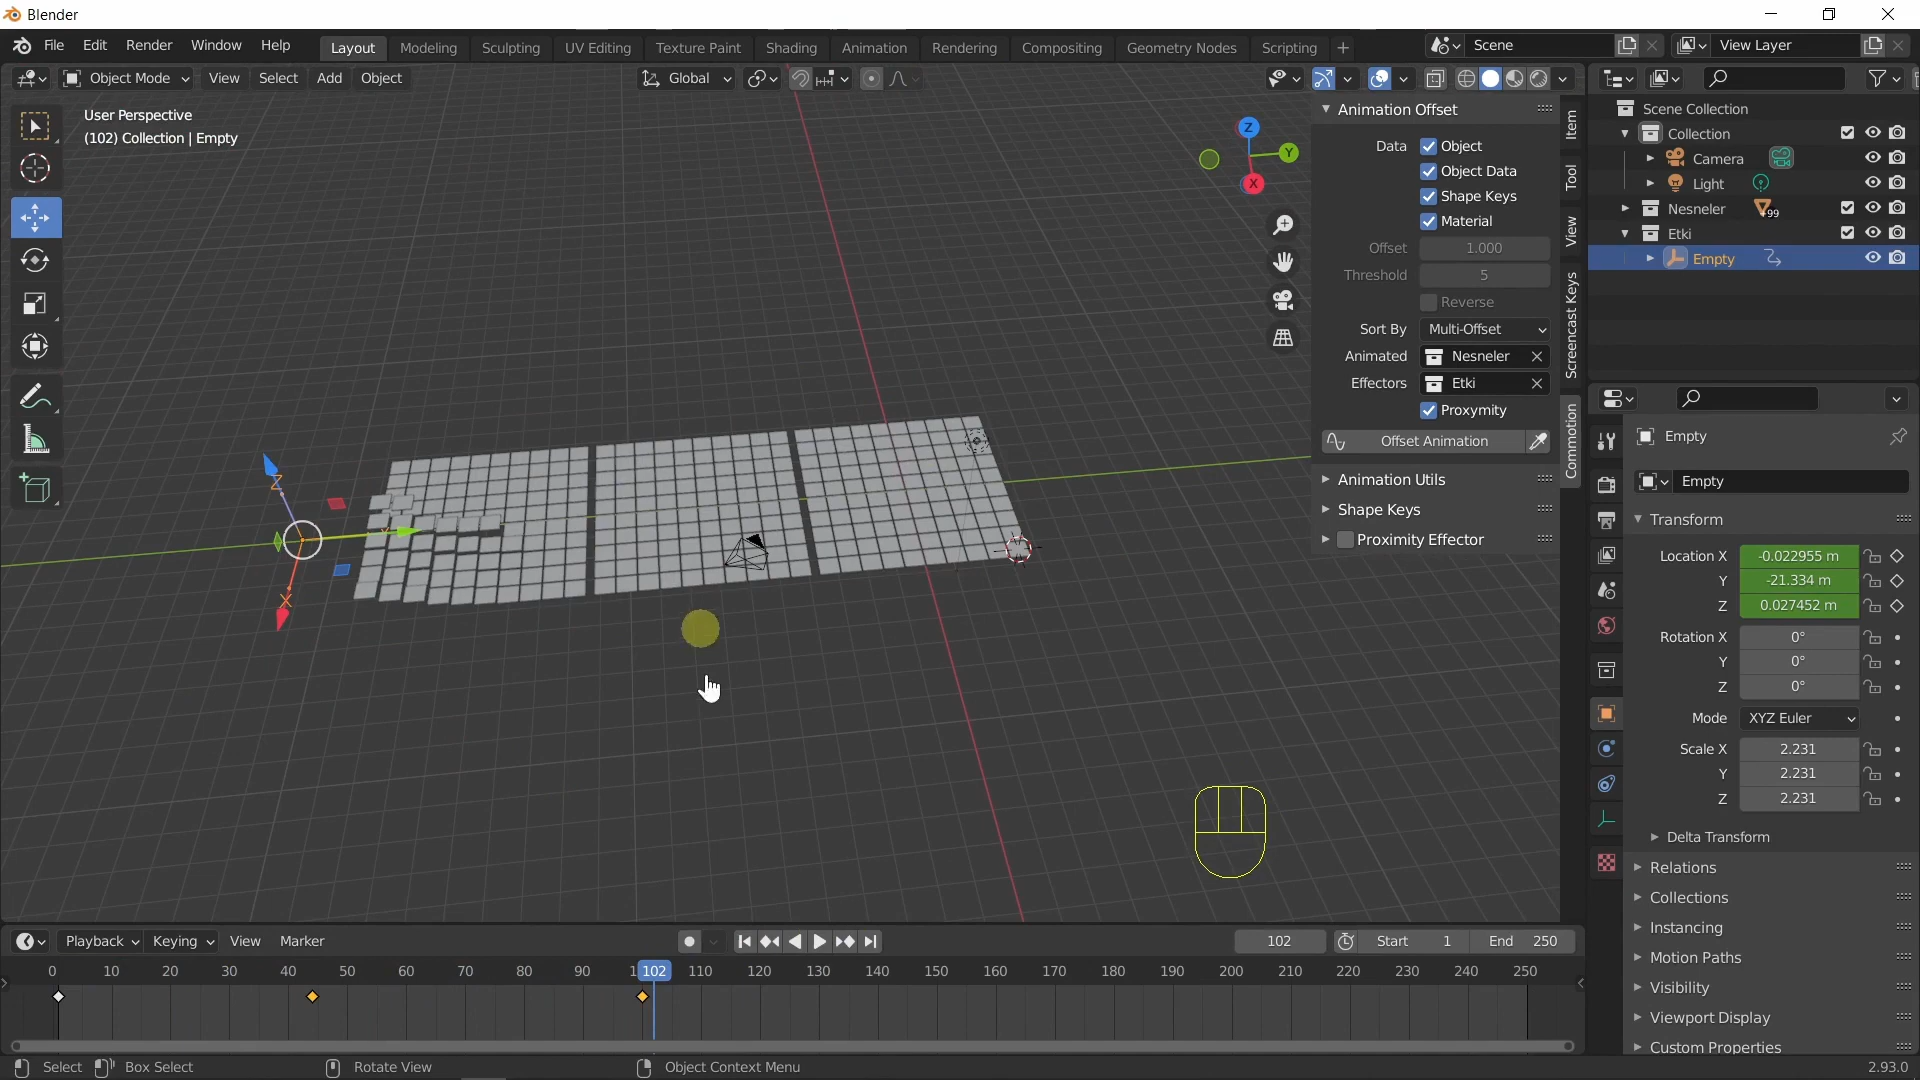 Blender
File Edit Render Window Help Layout Modeling Sculpting UV Editing Texture Paint Shading Animation Rendering Compositing Geometry Nodes Scripting + Scene View Layer
Object Mode View Select Add Object Global
User Perspective
(102) Collection | Empty
Z
Y
X
Z
X
Animation Offset
Data Object
Object Data
Shape Keys
Material
Offset 1.000
Threshold 5
Reverse
Sort By Multi-Offset
Animated Nesneler
Effectors Etki
Proxymity
Offset Animation
Animation Utils
Shape Keys
Proximity Effector
Item
Tool
View
Screencast Keys
Commotion
Scene Collection
Collection
Camera
Light
Nesneler +99
Etki
Empty
Empty
Empty
Transform
Location X -0.022955 m
Y -21.334 m
Z 0.027452 m
Rotation X 0°
Y 0°
Z 0°
Mode XYZ Euler
Scale X 2.231
Y 2.231
Z 2.231
Delta Transform
Relations
Collections
Instancing
Motion Paths
Visibility
Viewport Display
Custom Properties
Playback Keying View Marker 102 Start 1 End 250
0 10 20 30 40 50 60 70 80 90 1 102 110 120 130 140 150 160 170 180 190 200 210 220 230 240 250
Select Box Select Rotate View Object Context Menu 2.93.0